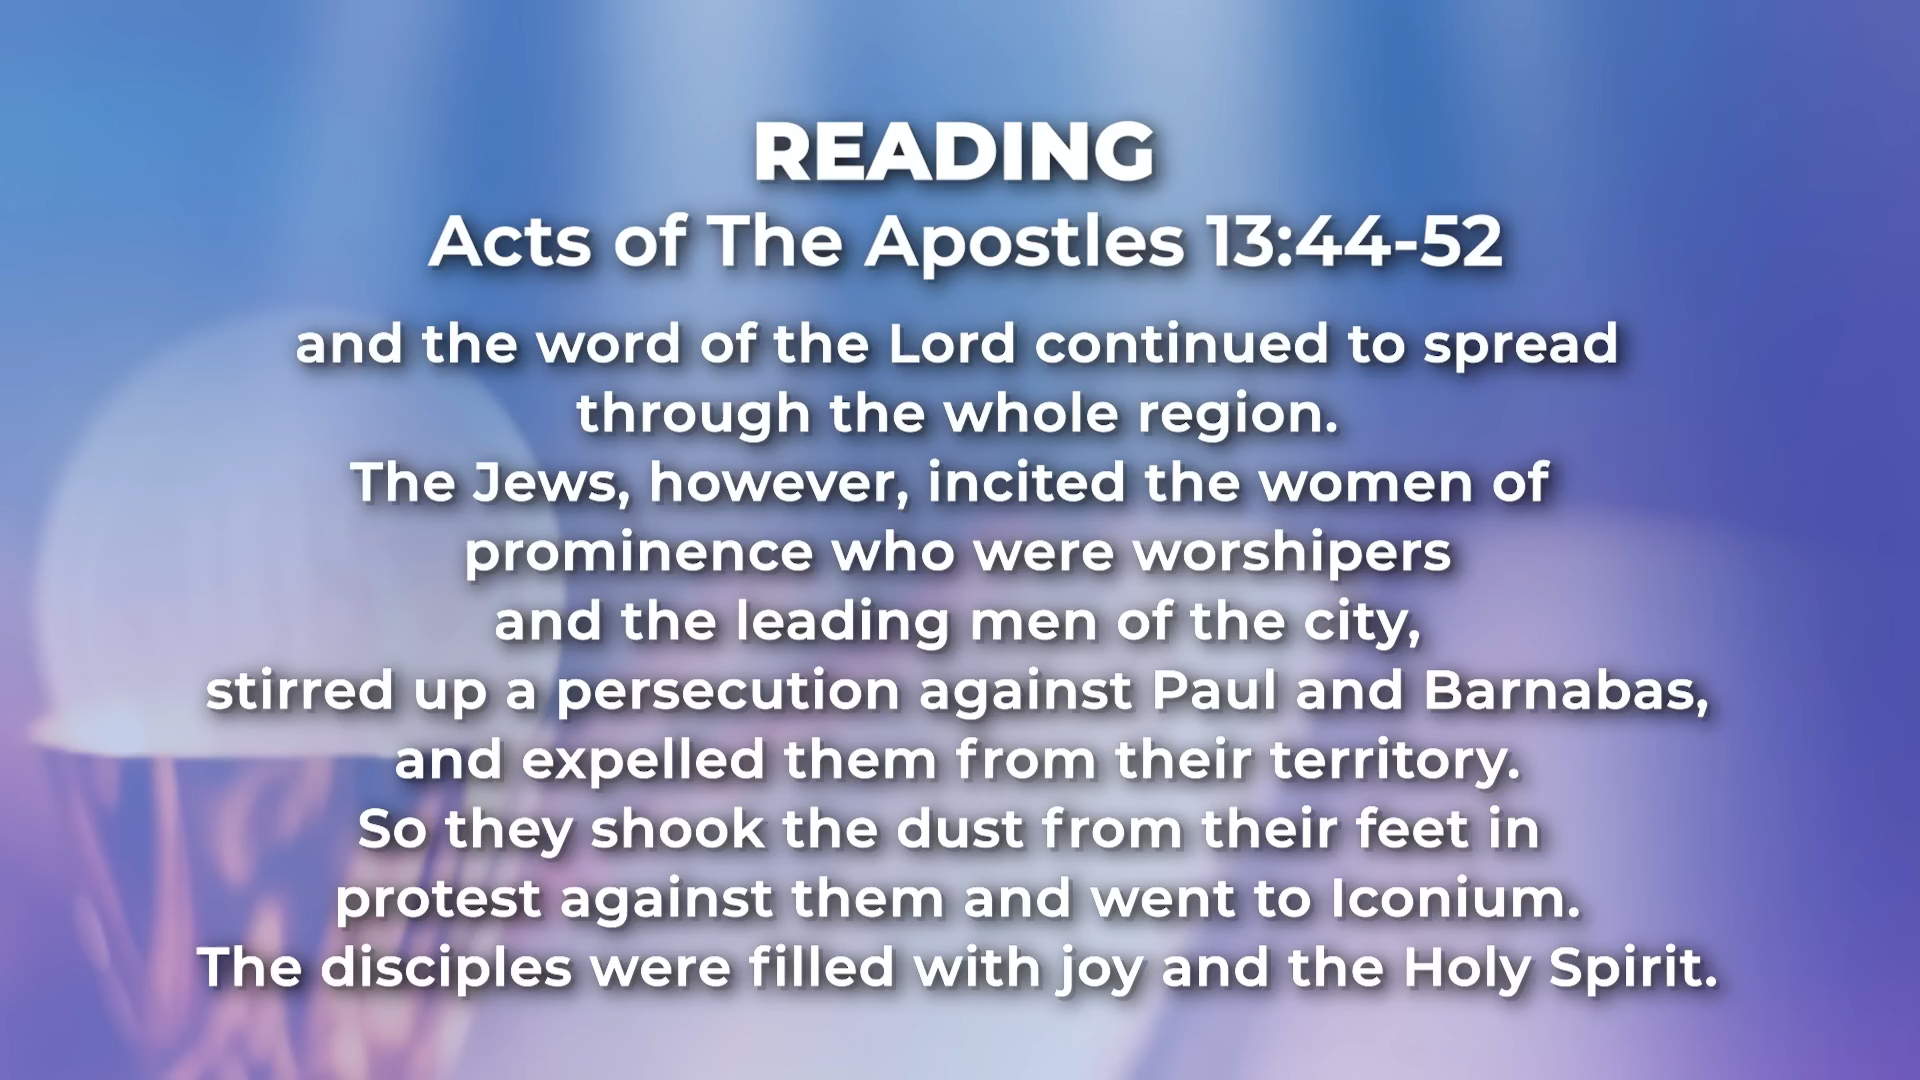 READING
Acts of The Apostles 13:44-52
and the word of the Lord continued to spread
through the whole region.
The Jews, however, incited the women of
prominence who were worshipers
and the leading men of the city,
stirred up a persecution against Paul and Barnabas,
and expelled them from their territory.
So they shook the dust from their feet in
protest against them and went to Iconium.
The disciples were filled with joy and the Holy Spirit.